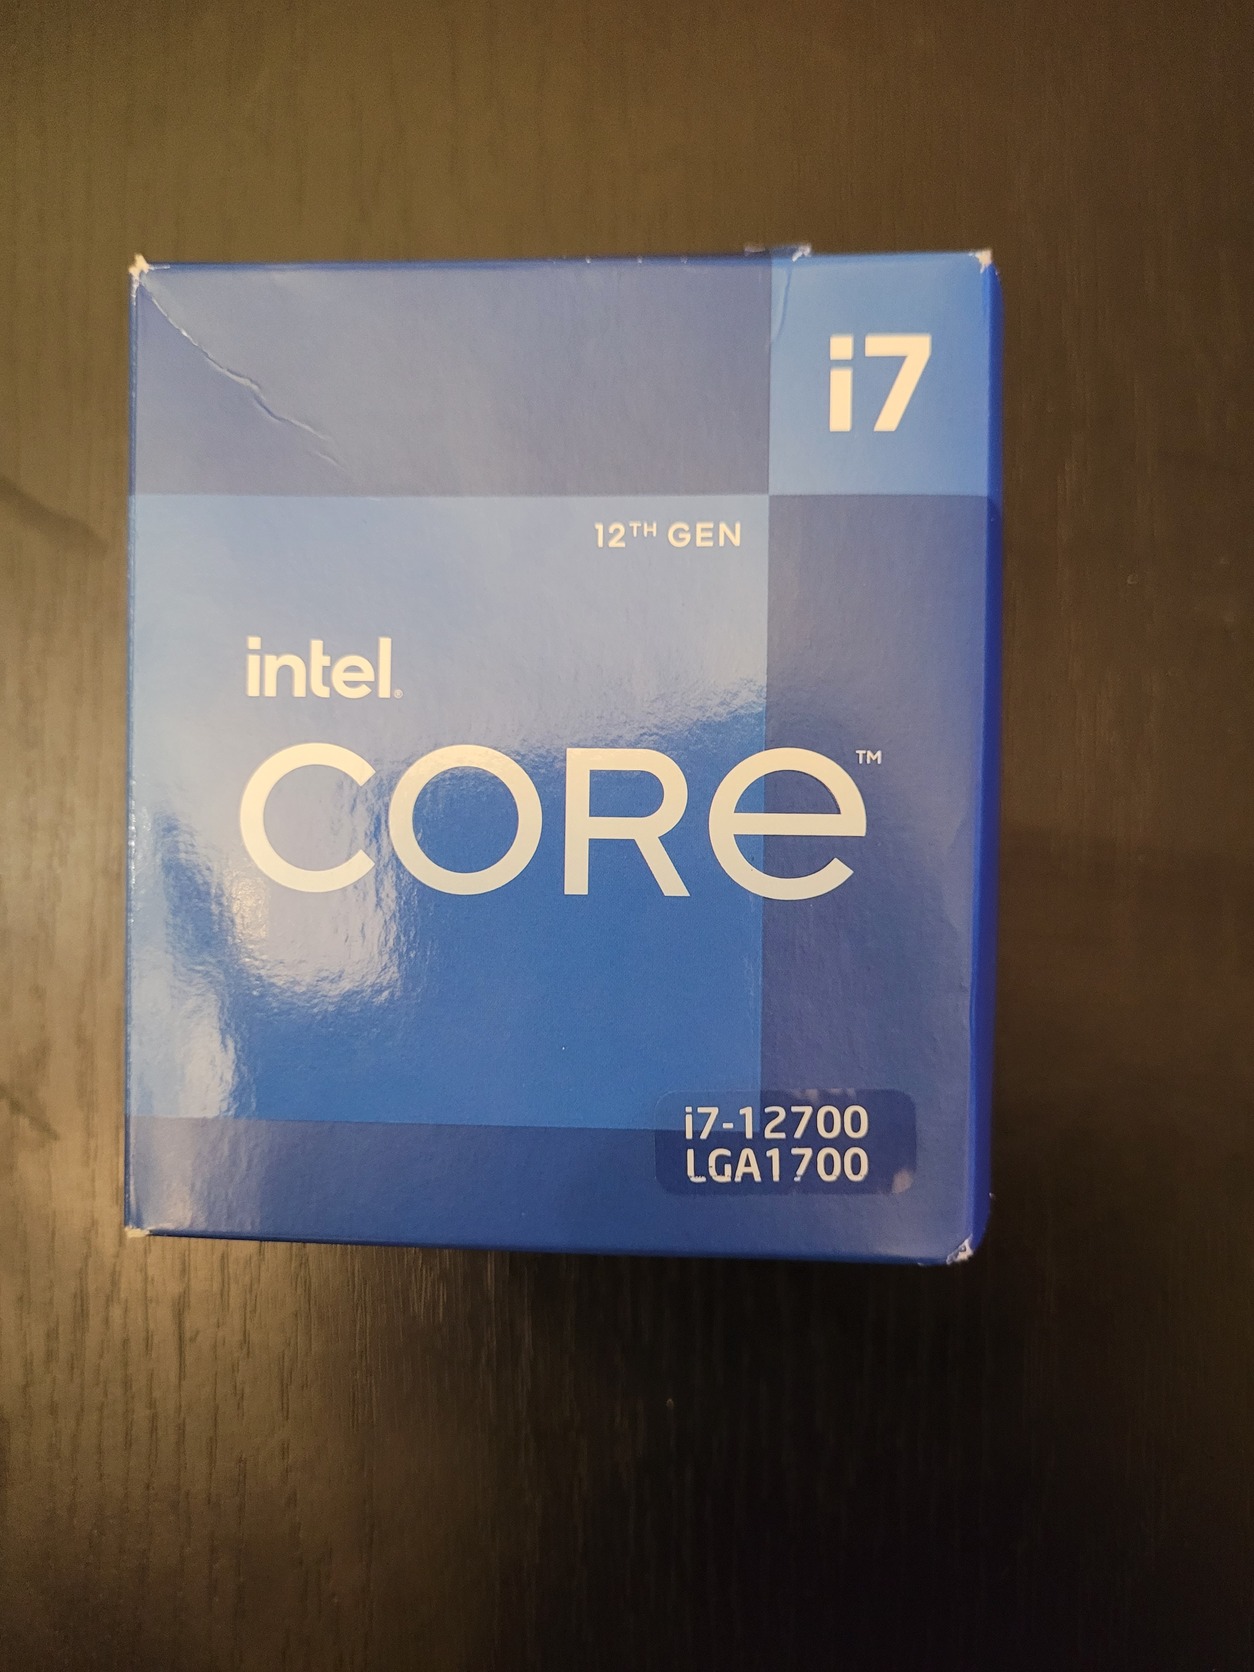 i7
12TH GEN
intel®
CORe™
i7-12700
LGA1700